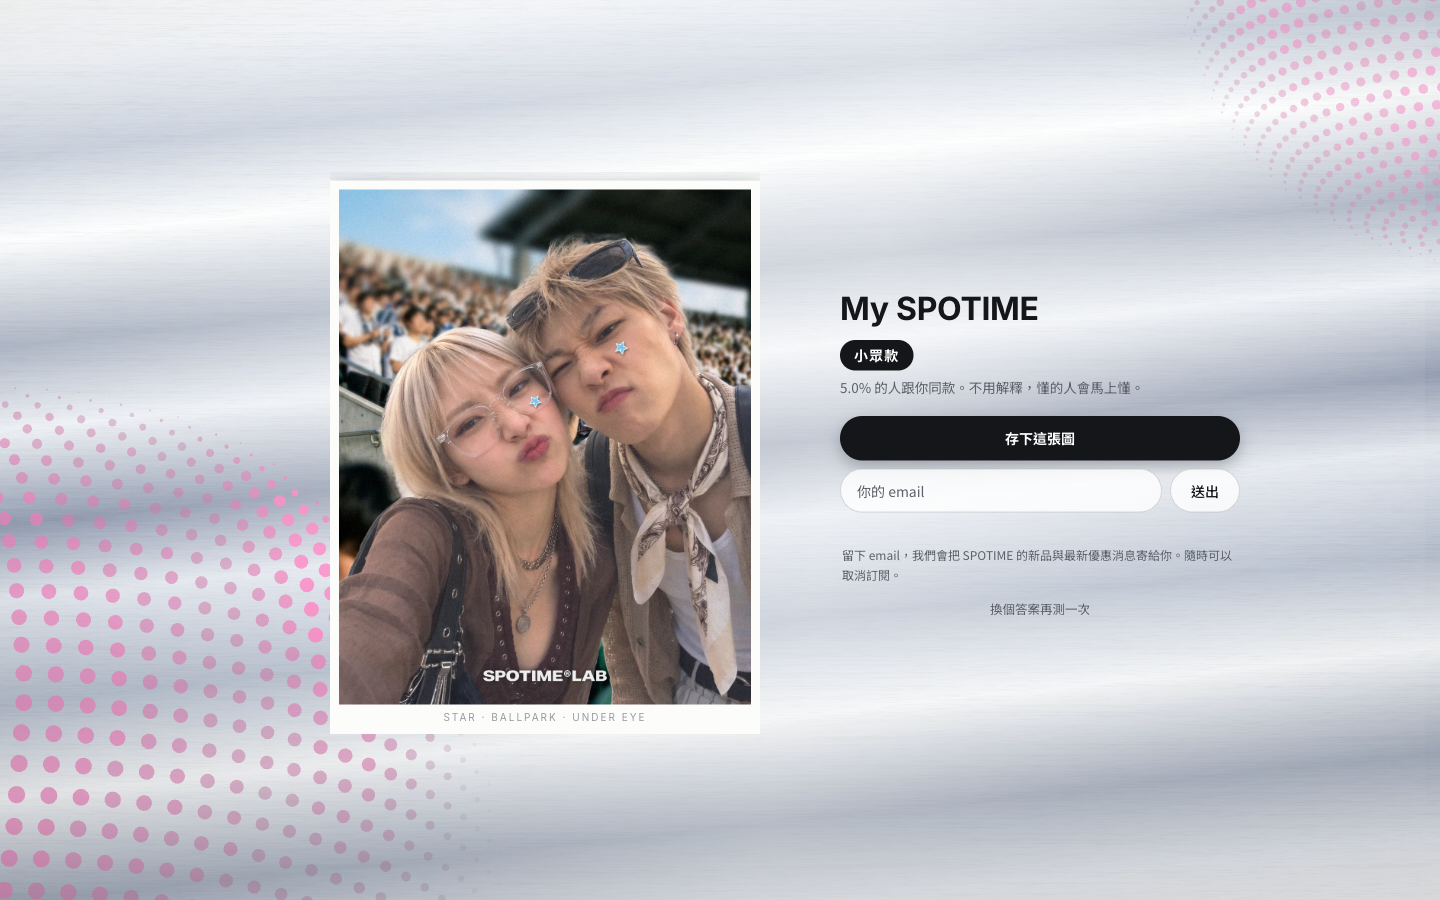 SPOTIME®LAB
STAR · BALLPARK · UNDER EYE
My SPOTIME
小眾款
5.0% 的人跟你同款。不用解釋，懂的人會馬上懂。
存下這張圖
你的 email
送出
留下 email，我們會把 SPOTIME 的新品與最新優惠消息寄給你。隨時可以
取消訂閱。
換個答案再測一次